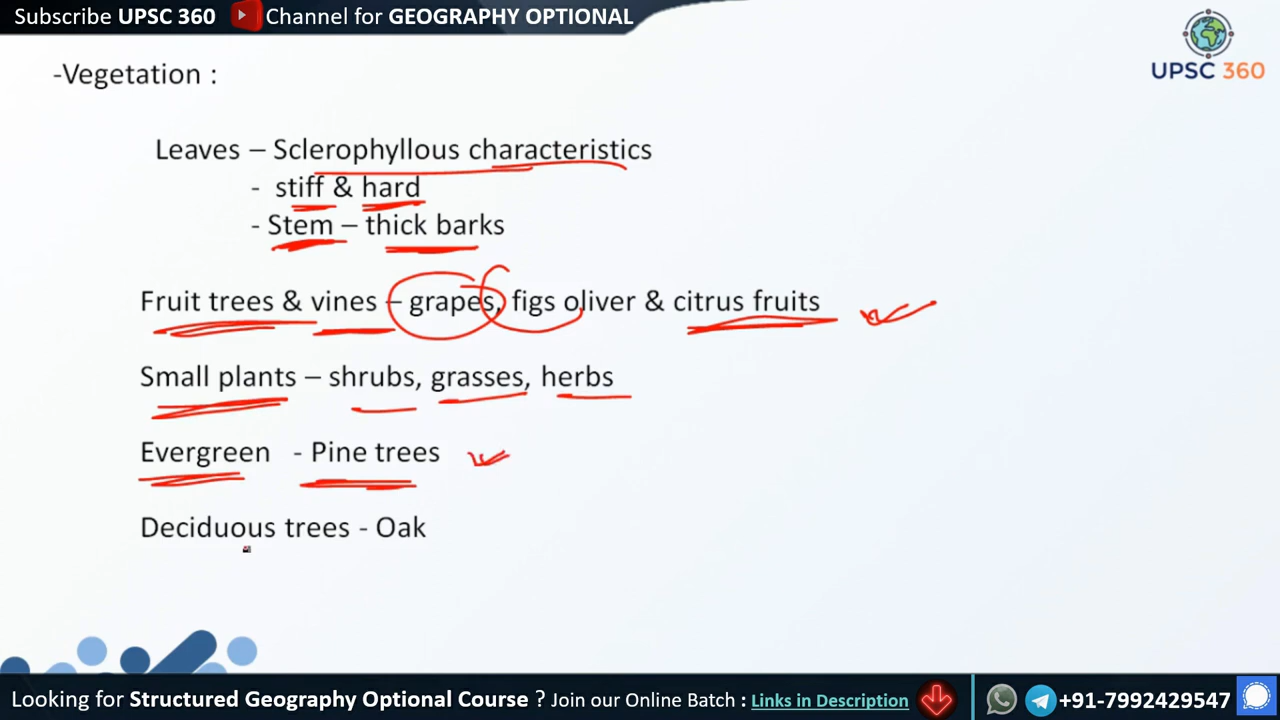 Subscribe UPSC 360 Channel for GEOGRAPHY OPTIONAL
UPSC 360
-Vegetation :
Leaves – Sclerophyllous characteristics
- stiff & hard
- Stem – thick barks
Fruit trees & vines – grapes, figs oliver & citrus fruits
Small plants – shrubs, grasses, herbs
Evergreen - Pine trees
Deciduous trees - Oak
Looking for Structured Geography Optional Course ? Join our Online Batch : Links in Description
+91-7992429547